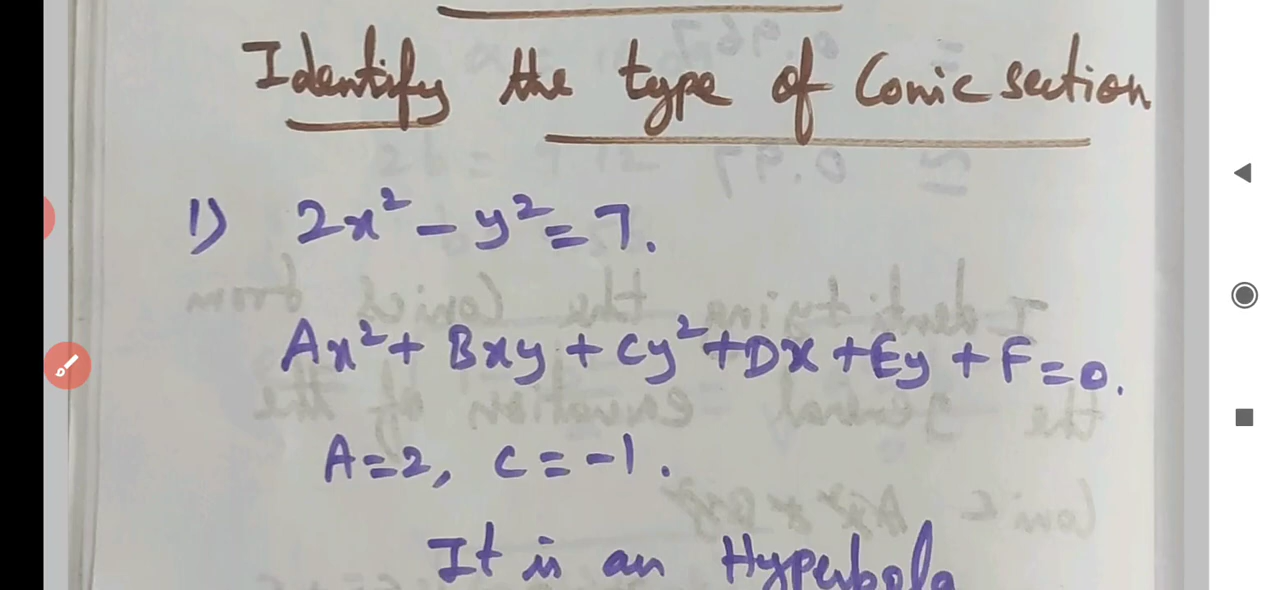 Identify the type of Conic section
1) 2x² - y² = 7.
Ax² + Bxy + Cy² + Dx + Ey + F = 0.
A = 2, C = -1.
It is an Hyperbola